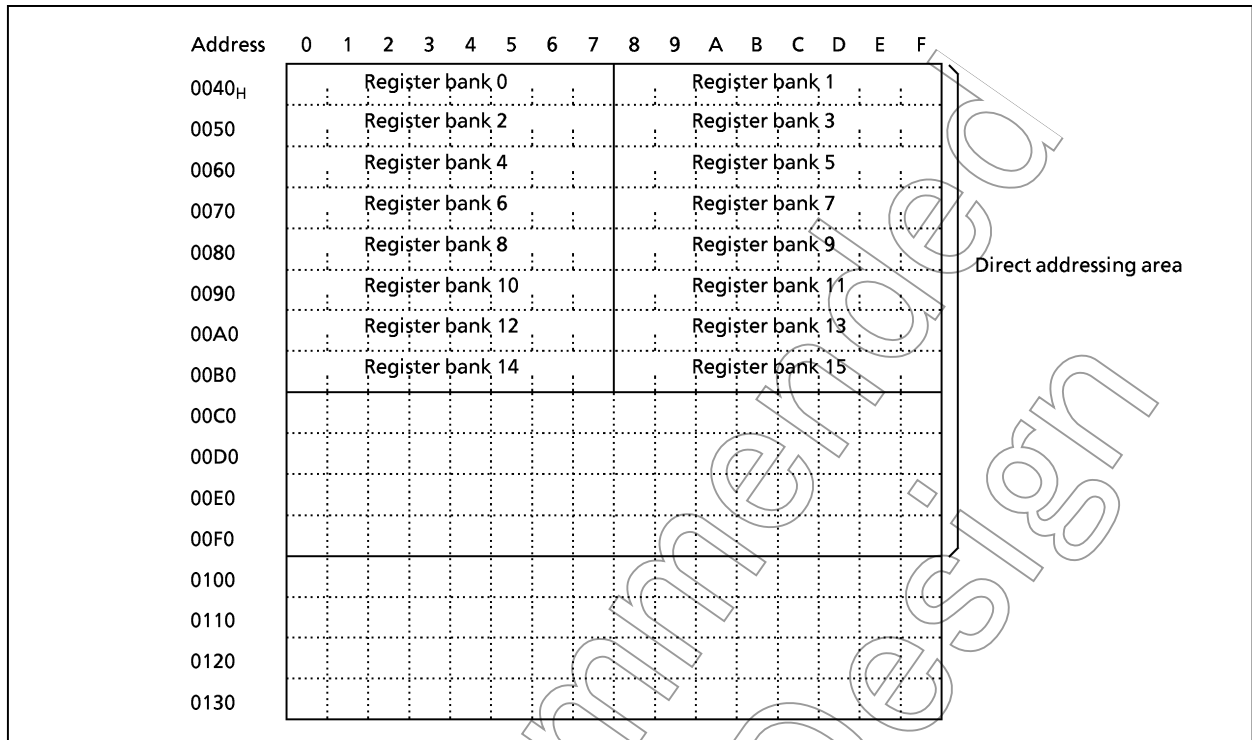 Address 0 1 2 3 4 5 6 7 8 9 A B C D E F
0040H Register bank 0 Register bank 1
0050 Register bank 2 Register bank 3
0060 Register bank 4 Register bank 5
0070 Register bank 6 Register bank 7
0080 Register bank 8 Register bank 9
Direct addressing area
0090 Register bank 10 Register bank 11
00A0 Register bank 12 Register bank 13
00B0 Register bank 14 Register bank 15
00C0
00D0
00E0
00F0
0100
0110
0120
0130
mmended
Design